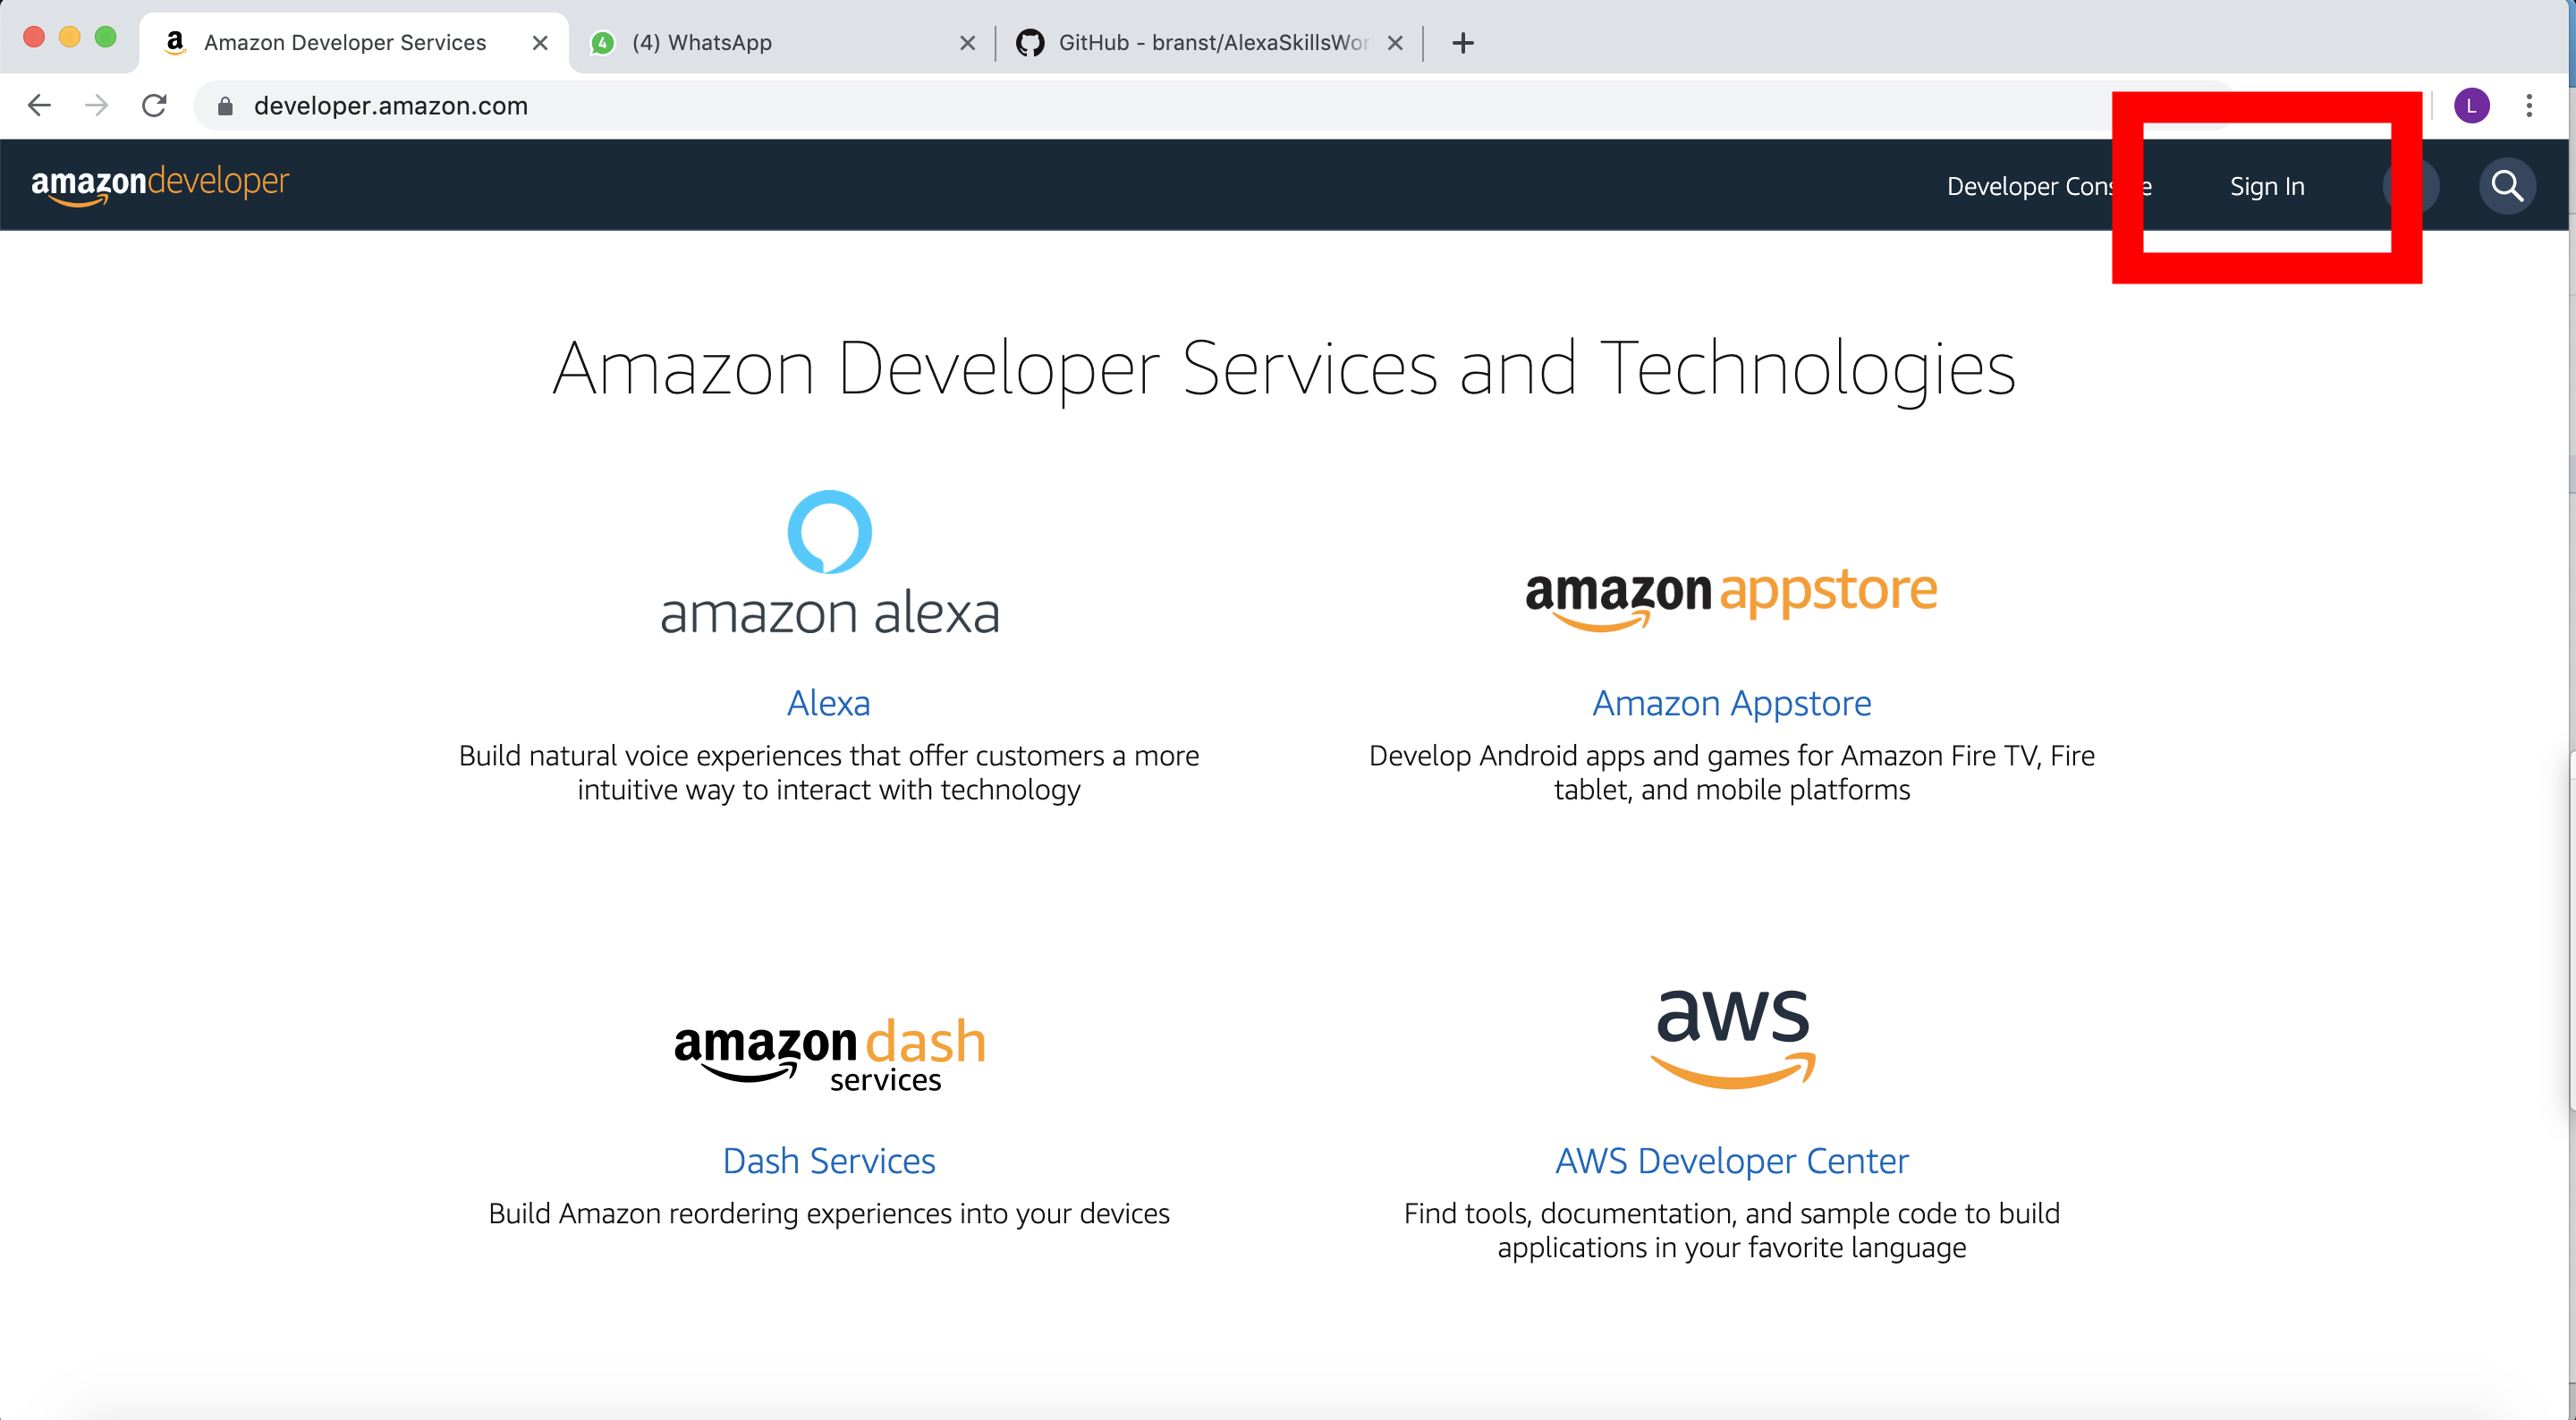 Amazon Developer Services
4
(4) WhatsApp
GitHub - branst/AlexaSkillsWor
developer.amazon.com
L
amazondeveloper
Developer Cons e
Sign In
Amazon Developer Services and Technologies
amazon alexa
Alexa
Build natural voice experiences that offer customers a more
intuitive way to interact with technology
amazon appstore
Amazon Appstore
Develop Android apps and games for Amazon Fire TV, Fire
tablet, and mobile platforms
amazon dash
services
Dash Services
Build Amazon reordering experiences into your devices
aws
AWS Developer Center
Find tools, documentation, and sample code to build
applications in your favorite language